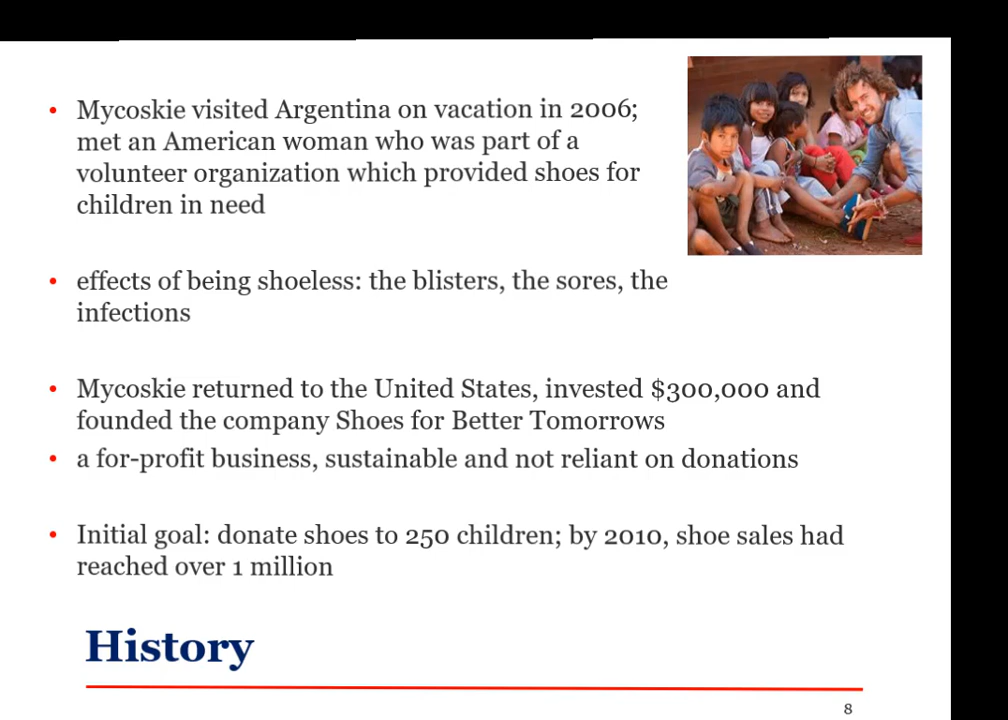 • Mycoskie visited Argentina on vacation in 2006;
met an American woman who was part of a
volunteer organization which provided shoes for
children in need
• effects of being shoeless: the blisters, the sores, the
infections
• Mycoskie returned to the United States, invested $300,000 and
founded the company Shoes for Better Tomorrows
• a for-profit business, sustainable and not reliant on donations
• Initial goal: donate shoes to 250 children; by 2010, shoe sales had
reached over 1 million
History
8